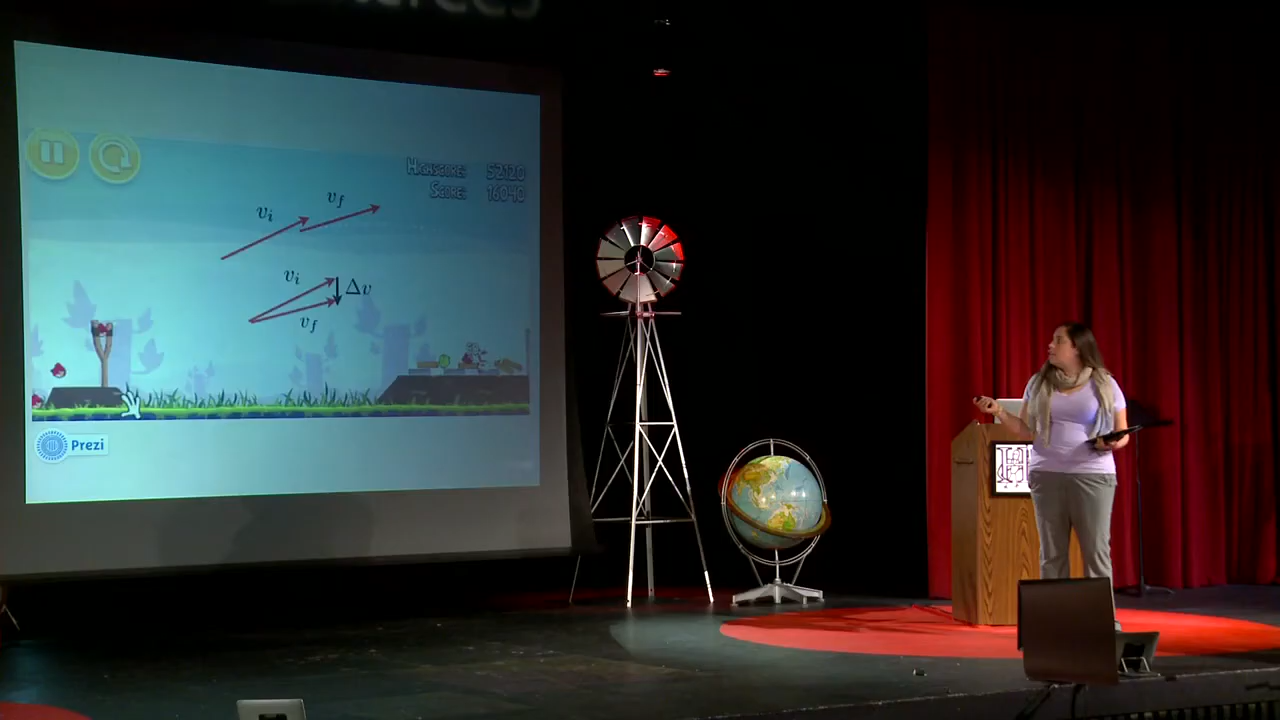 HIGHSCORE: 52120
SCORE: 16040
v_f
v_i
v_i
Δv
v_f
Prezi